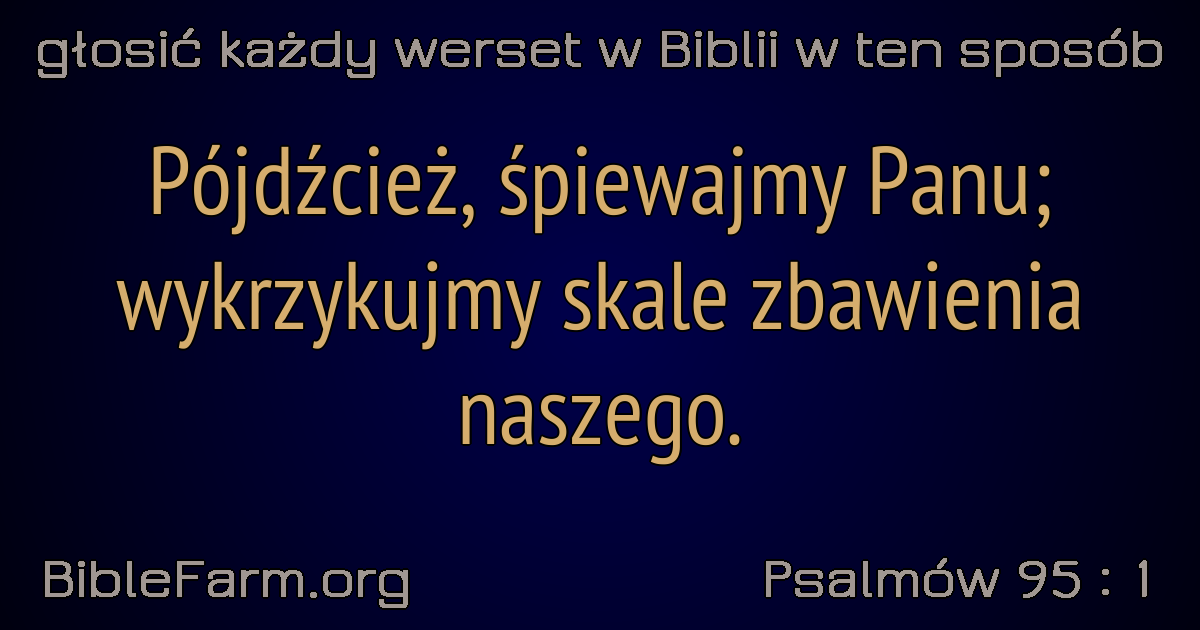 głosić każdy werset w Biblii w ten sposób
Pójdźcież, śpiewajmy Panu;
wykrzykujmy skale zbawienia
naszego.
BibleFarm.org
Psalmów 95 : 1